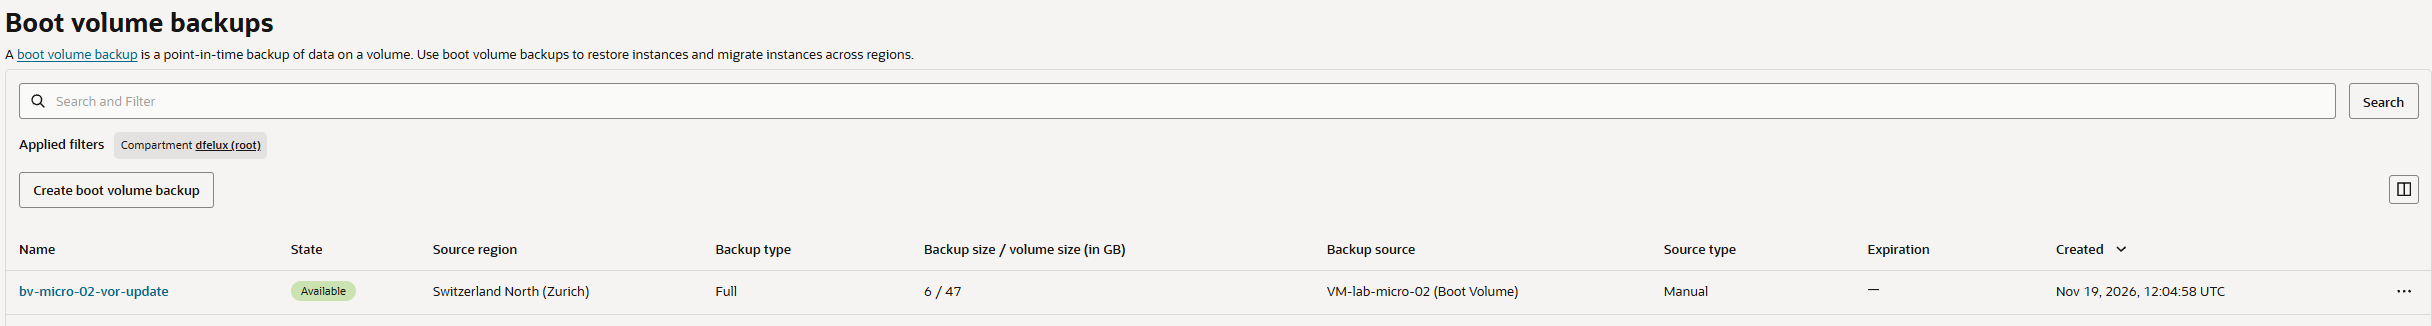 Boot volume backups
A boot volume backup is a point-in-time backup of data on a volume. Use boot volume backups to restore instances and migrate instances across regions.
Search and Filter
Search
Applied filters Compartment dfelux (root)
Create boot volume backup
Name State Source region Backup type Backup size / volume size (in GB) Backup source Source type Expiration Created
bv-micro-02-vor-update Available Switzerland North (Zurich) Full 6 / 47 VM-lab-micro-02 (Boot Volume) Manual — Nov 19, 2026, 12:04:58 UTC